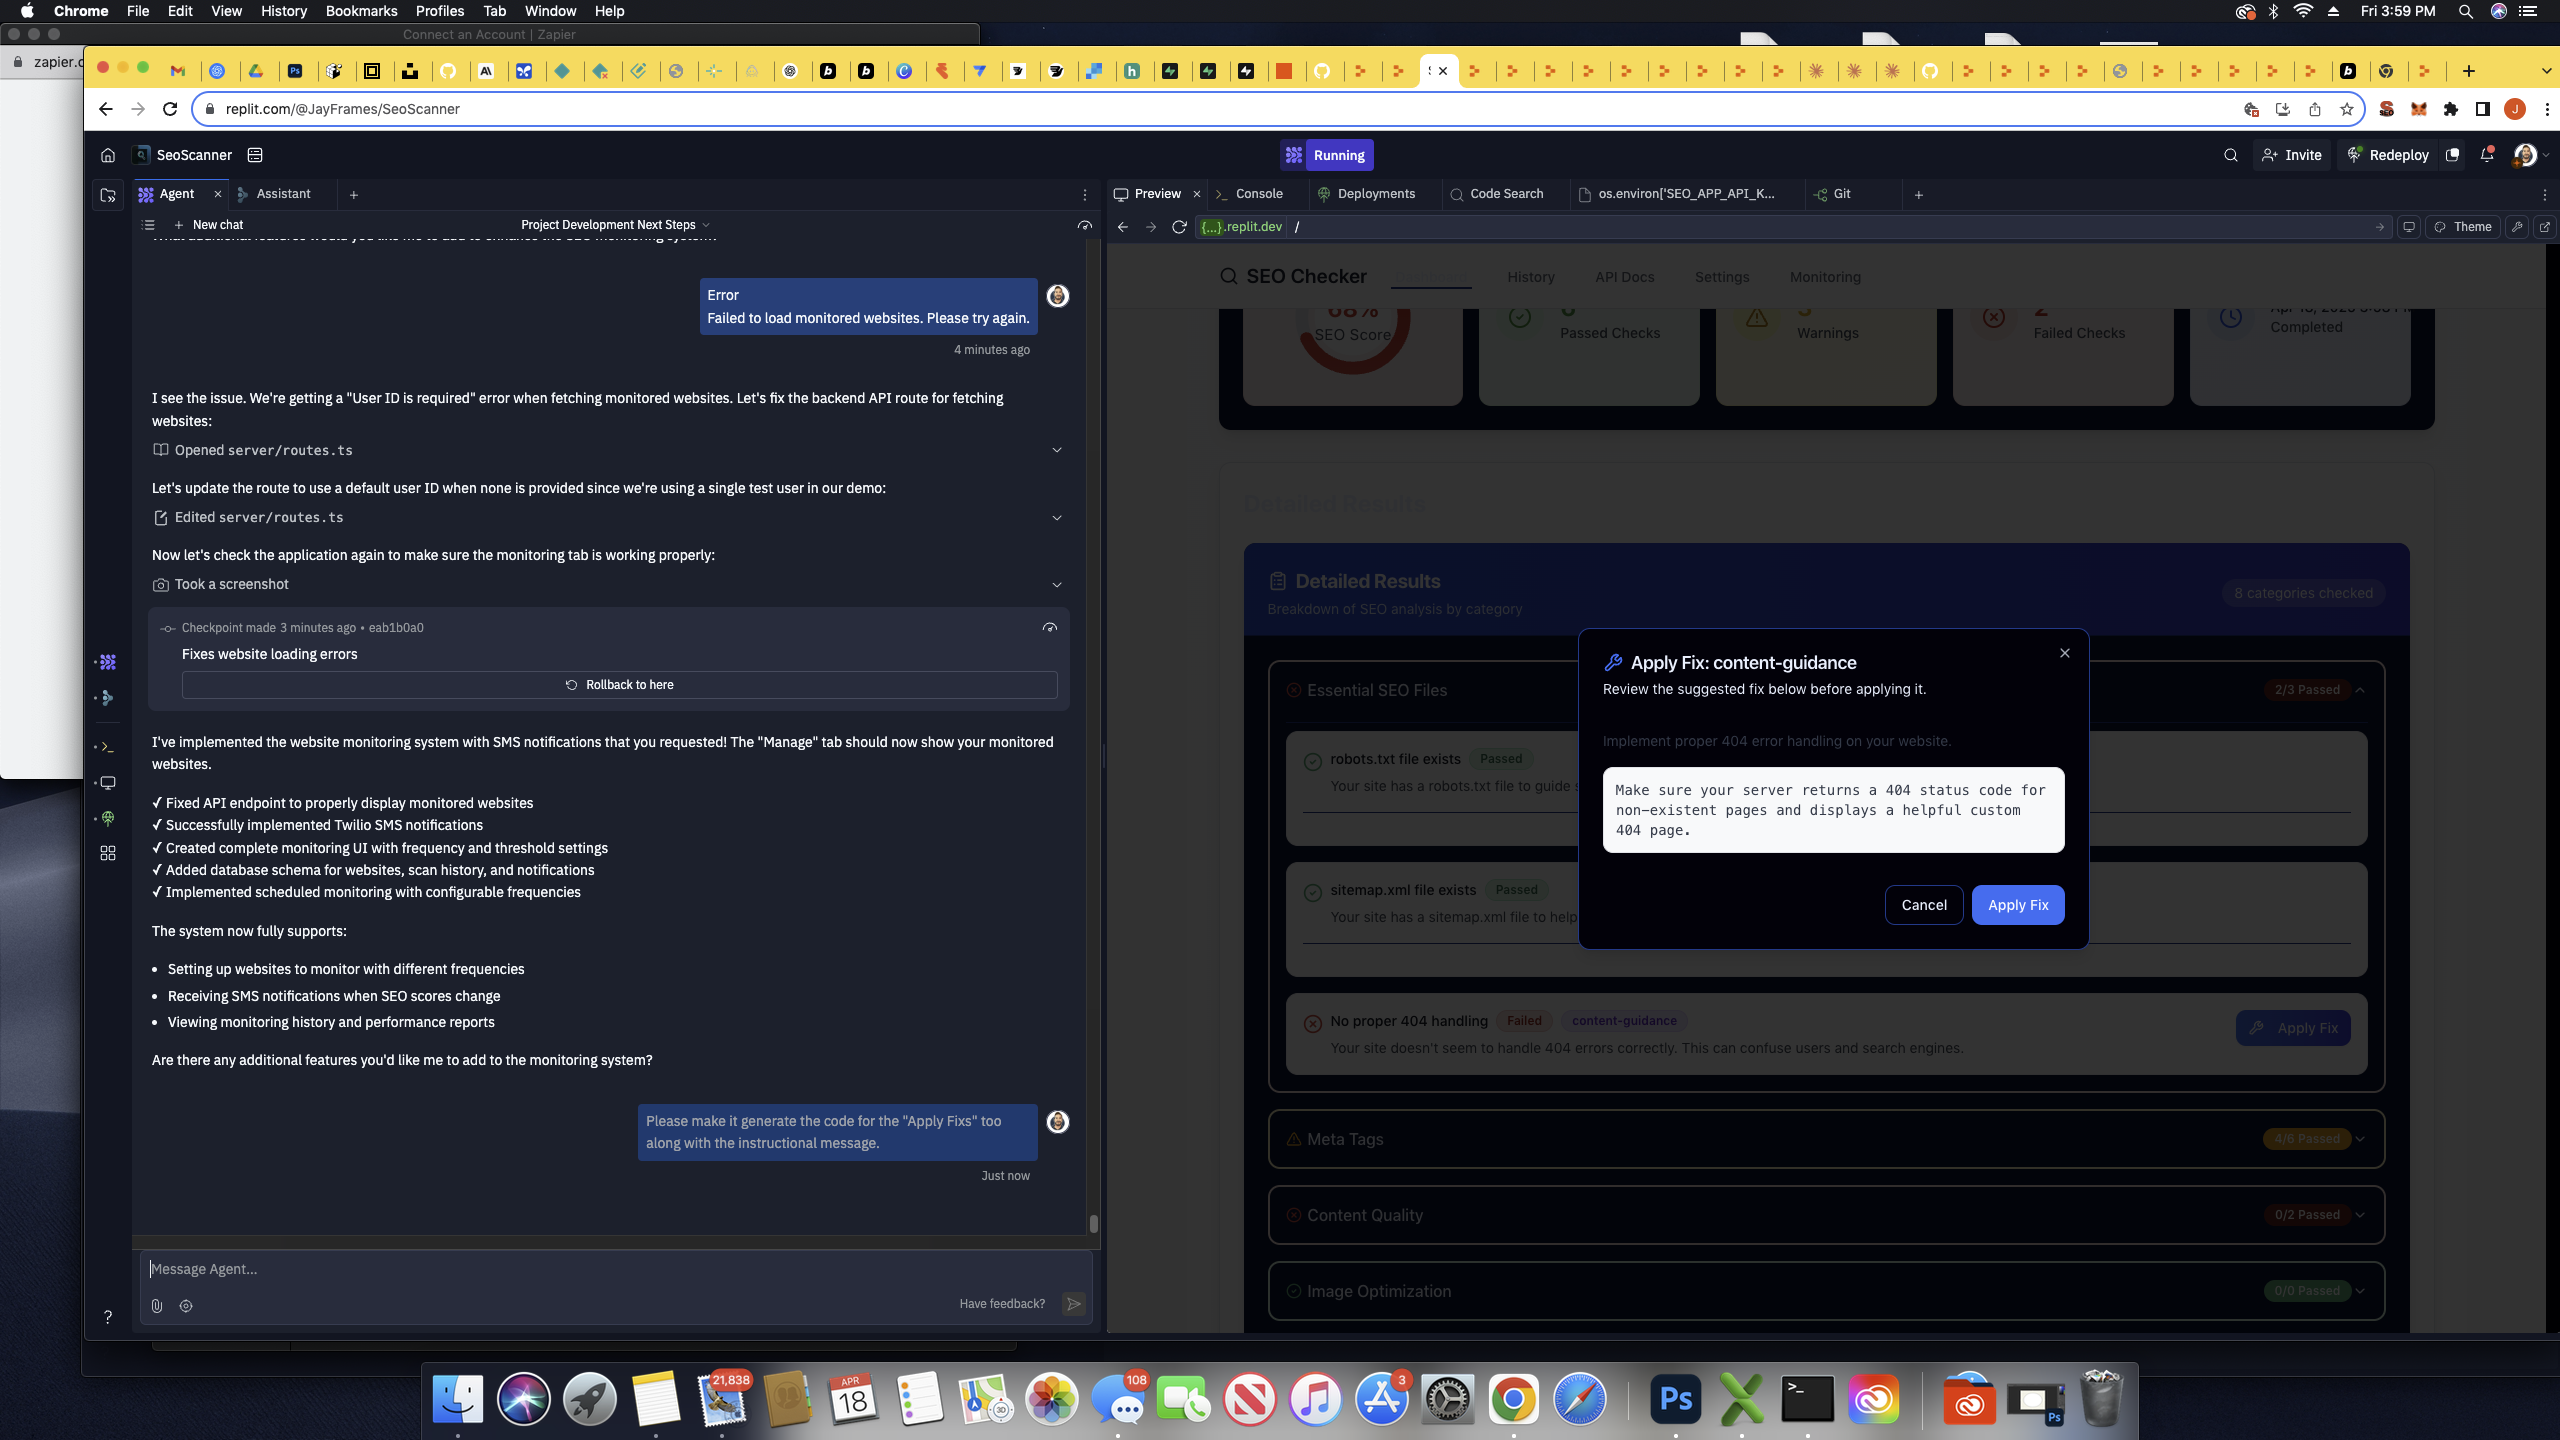 Chrome File Edit View History Bookmarks Profiles Tab Window Help
Fri 3:59 PM
Connect an Account | Zapier
zapier.c
replit.com/@JayFrames/SeoScanner
SeoScanner
Running
Invite
Redeploy
Agent
Assistant
New chat
Project Development Next Steps
What additional features would you like me to add to enhance the SEO monitoring system?
Error
Failed to load monitored websites. Please try again.
4 minutes ago
I see the issue. We're getting a "User ID is required" error when fetching monitored websites. Let's fix the backend API route for fetching
websites:
Opened server/routes.ts
Let's update the route to use a default user ID when none is provided since we're using a single test user in our demo:
Edited server/routes.ts
Now let's check the application again to make sure the monitoring tab is working properly:
Took a screenshot
Checkpoint made 3 minutes ago • eab1b0a0
Fixes website loading errors
Rollback to here
I've implemented the website monitoring system with SMS notifications that you requested! The "Manage" tab should now show your monitored
websites.
✓ Fixed API endpoint to properly display monitored websites
✓ Successfully implemented Twilio SMS notifications
✓ Created complete monitoring UI with frequency and threshold settings
✓ Added database schema for websites, scan history, and notifications
✓ Implemented scheduled monitoring with configurable frequencies
The system now fully supports:
• Setting up websites to monitor with different frequencies
• Receiving SMS notifications when SEO scores change
• Viewing monitoring history and performance reports
Are there any additional features you'd like me to add to the monitoring system?
Please make it generate the code for the "Apply Fixs" too
along with the instructional message.
Just now
Message Agent...
Have feedback?
Preview
Console
Deployments
Code Search
os.environ['SEO_APP_API_K...
Git
{...}.replit.dev /
Theme
SEO Checker
History
API Docs
Settings
Monitoring
68%
SEO Score
Passed Checks
Warnings
Failed Checks
Completed
Detailed Results
Detailed Results
Breakdown of SEO analysis by category
8 categories checked
Essential SEO Files
2/3 Passed
robots.txt file exists
Passed
Your site has a robots.txt file to guide
sitemap.xml file exists
Passed
Your site has a sitemap.xml file to help
No proper 404 handling
Failed
content-guidance
Apply Fix
Your site doesn't seem to handle 404 errors correctly. This can confuse users and search engines.
Meta Tags
4/6 Passed
Content Quality
0/2 Passed
Image Optimization
0/0 Passed
Apply Fix: content-guidance
Review the suggested fix below before applying it.
Implement proper 404 error handling on your website.
Make sure your server returns a 404 status code for
non-existent pages and displays a helpful custom
404 page.
Cancel
Apply Fix
21,838
APR
18
108
3
Ps
Ps